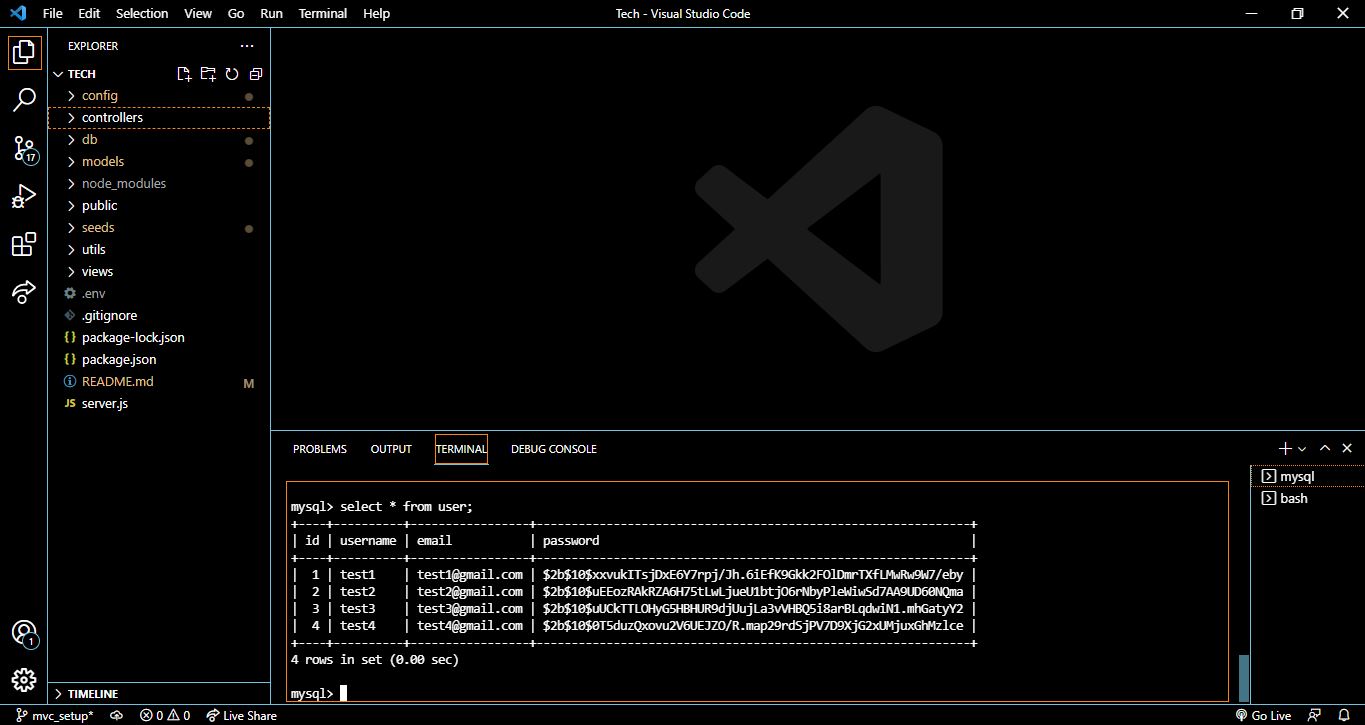 File Edit Selection View Go Run Terminal Help
Tech - Visual Studio Code
EXPLORER
TECH
config
controllers
db
models
node_modules
public
seeds
utils
views
.env
.gitignore
{} package-lock.json
{} package.json
README.md M
JS server.js
TIMELINE
17
1
PROBLEMS OUTPUT TERMINAL DEBUG CONSOLE
mysql> select * from user;
+----+----------+-----------------+--------------------------------------------------------------+
| id | username | email           | password                                                     |
+----+----------+-----------------+--------------------------------------------------------------+
|  1 | test1    | test1@gmail.com | $2b$10$xxvukITsjDxE6Y7rpj/Jh.6iEfK9Gkk2FOlDmrTXfLMwRw9W7/eby |
|  2 | test2    | test2@gmail.com | $2b$10$uEEozRAkRZA6H75tLwLjueU1btjO6rNbyPleWiwSd7AA9UD60NQma |
|  3 | test3    | test3@gmail.com | $2b$10$uUCkTTLOHyG5HBHUR9djUujLa3vVHBQ5i8arBLqdwiN1.mhGatyY2 |
|  4 | test4    | test4@gmail.com | $2b$10$0T5duzQxovu2V6UEJZO/R.map29rdSjPV7D9XjG2xUMjuxGhMzlce |
+----+----------+-----------------+--------------------------------------------------------------+
4 rows in set (0.00 sec)
mysql>
mysql
bash
mvc_setup* 0 0 Live Share
Go Live